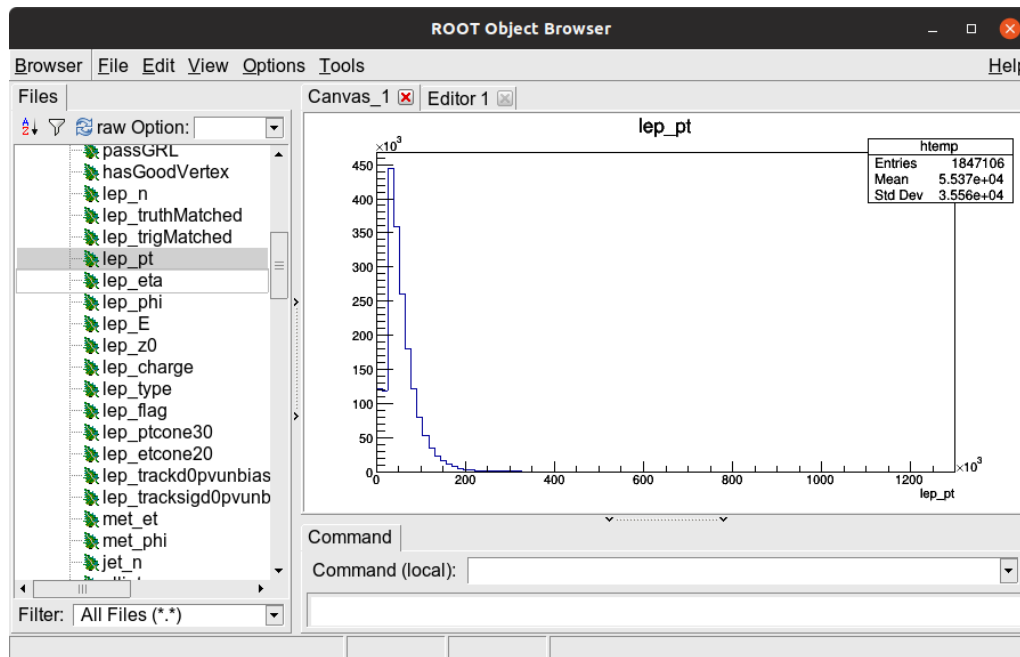 ROOT Object Browser
Browser File Edit View Options Tools Help
Files
raw Option:
passGRL
hasGoodVertex
lep_n
lep_truthMatched
lep_trigMatched
lep_pt
lep_eta
lep_phi
lep_E
lep_z0
lep_charge
lep_type
lep_flag
lep_ptcone30
lep_etcone20
lep_trackd0pvunbias
lep_tracksigd0pvunb
met_et
met_phi
jet_n
Filter: All Files (*.*)
Canvas_1 Editor 1
lep_pt
×10³
450
400
350
300
250
200
150
100
50
0
0 200 400 600 800 1000 1200
×10³
lep_pt
htemp
Entries 1847106
Mean 5.537e+04
Std Dev 3.556e+04
Command
Command (local):